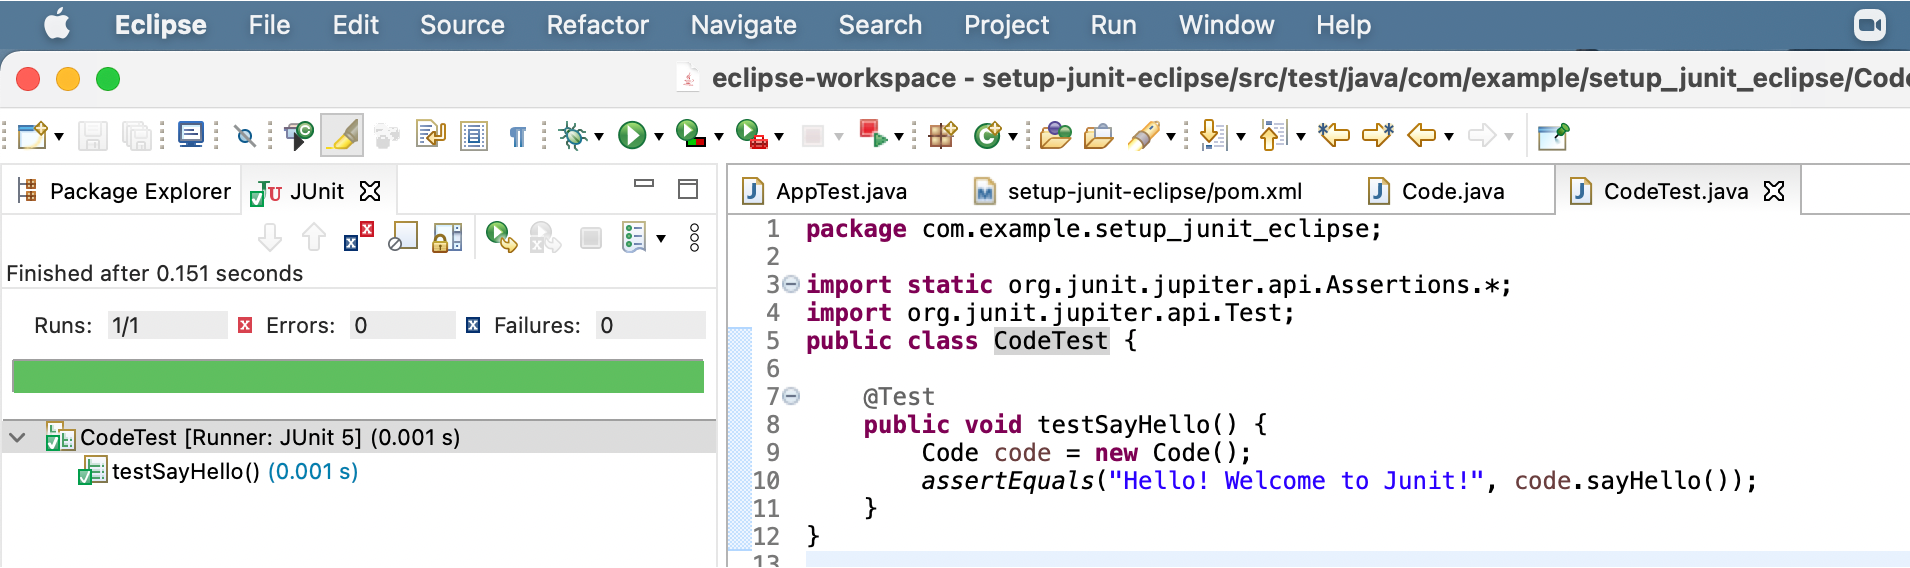 Eclipse File Edit Source Refactor Navigate Search Project Run Window Help
eclipse-workspace - setup-junit-eclipse/src/test/java/com/example/setup_junit_eclipse/Cod
Package Explorer JUnit
Finished after 0.151 seconds
Runs: 1/1 Errors: 0 Failures: 0
CodeTest [Runner: JUnit 5] (0.001 s)
testSayHello() (0.001 s)
AppTest.java setup-junit-eclipse/pom.xml Code.java CodeTest.java
1 package com.example.setup_junit_eclipse;
2
3 import static org.junit.jupiter.api.Assertions.*;
4 import org.junit.jupiter.api.Test;
5 public class CodeTest {
6
7 @Test
8 public void testSayHello() {
9 Code code = new Code();
10 assertEquals("Hello! Welcome to Junit!", code.sayHello());
11 }
12 }
13